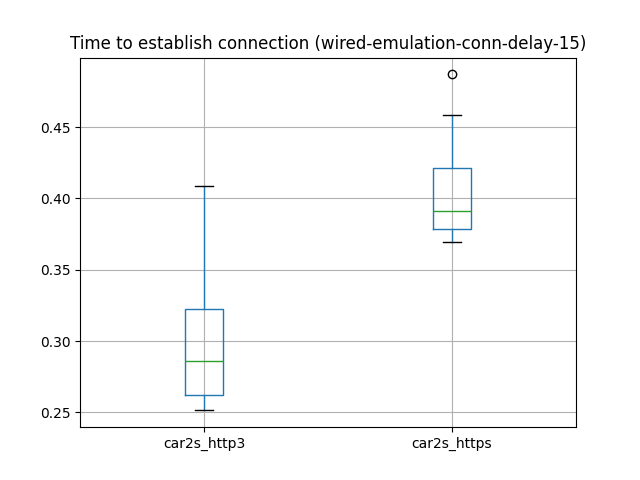 Time to establish connection (wired-emulation-conn-delay-15)
0.45
0.40
0.35
0.30
0.25
car2s_http3 car2s_https